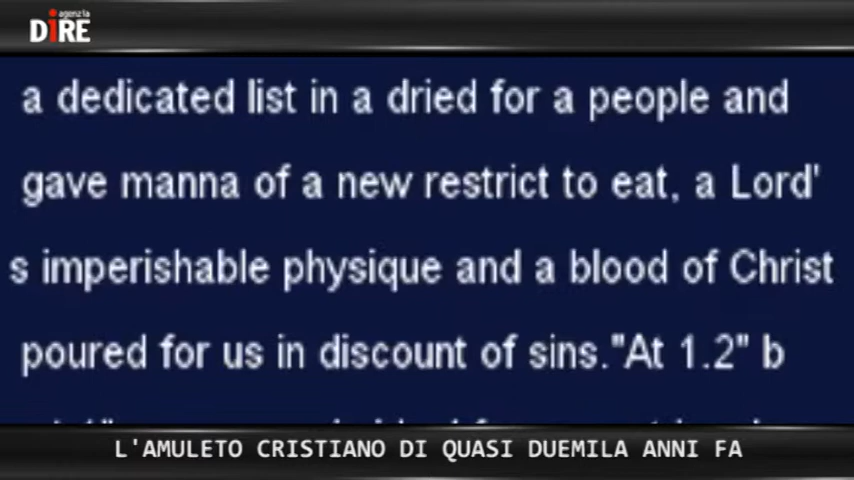 agenzia
DiRE
a dedicated list in a dried for a people and
gave manna of a new restrict to eat, a Lord'
s imperishable physique and a blood of Christ
poured for us in discount of sins."At 1.2" b
L'AMULETO CRISTIANO DI QUASI DUEMILA ANNI FA